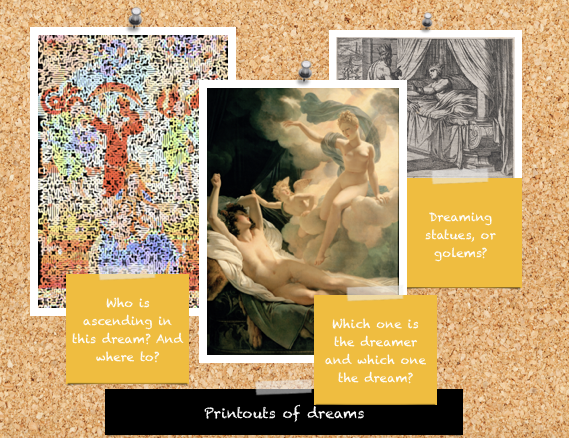 Dreaming
statues, or
golems?
Who is
ascending in
this dream? And
where to?
Which one is
the dreamer
and which one
the dream?
Printouts of dreams